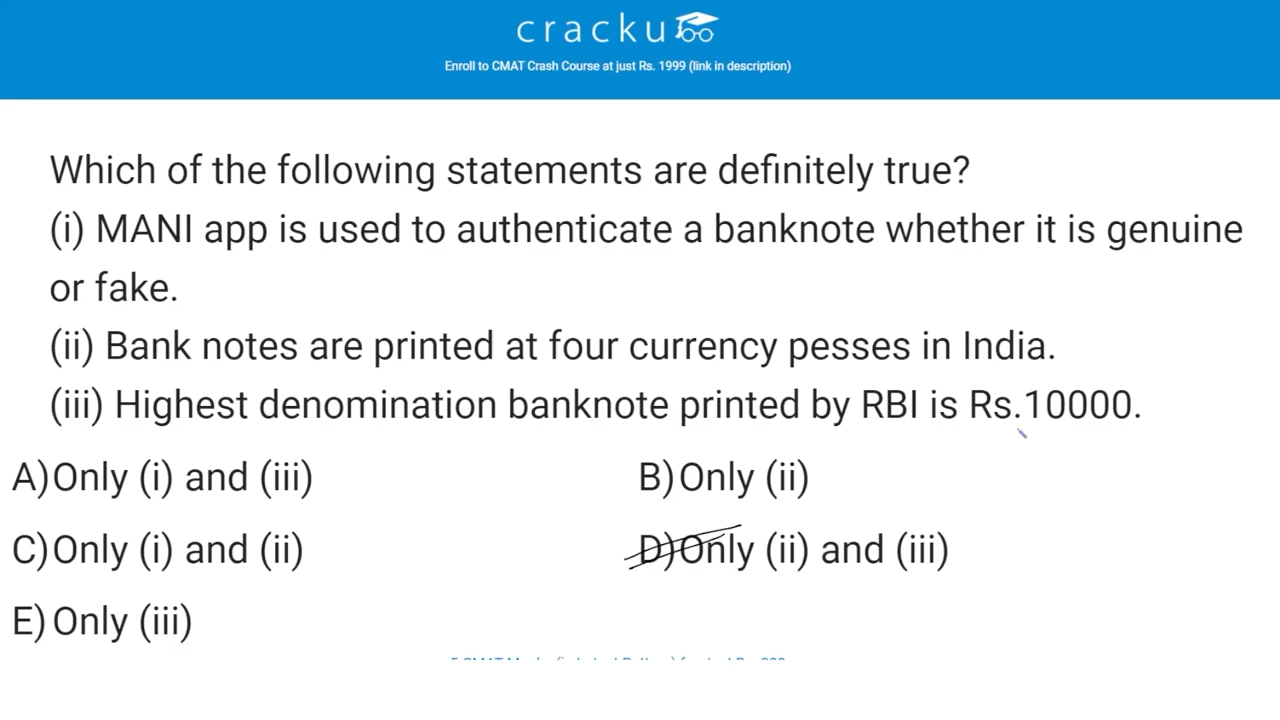 cracku
Enroll to CMAT Crash Course at just Rs. 1999 (link in description)
Which of the following statements are definitely true?
(i) MANI app is used to authenticate a banknote whether it is genuine
or fake.
(ii) Bank notes are printed at four currency pesses in India.
(iii) Highest denomination banknote printed by RBI is Rs.10000.
A)Only (i) and (iii)
B)Only (ii)
C)Only (i) and (ii)
D)Only (ii) and (iii)
E)Only (iii)